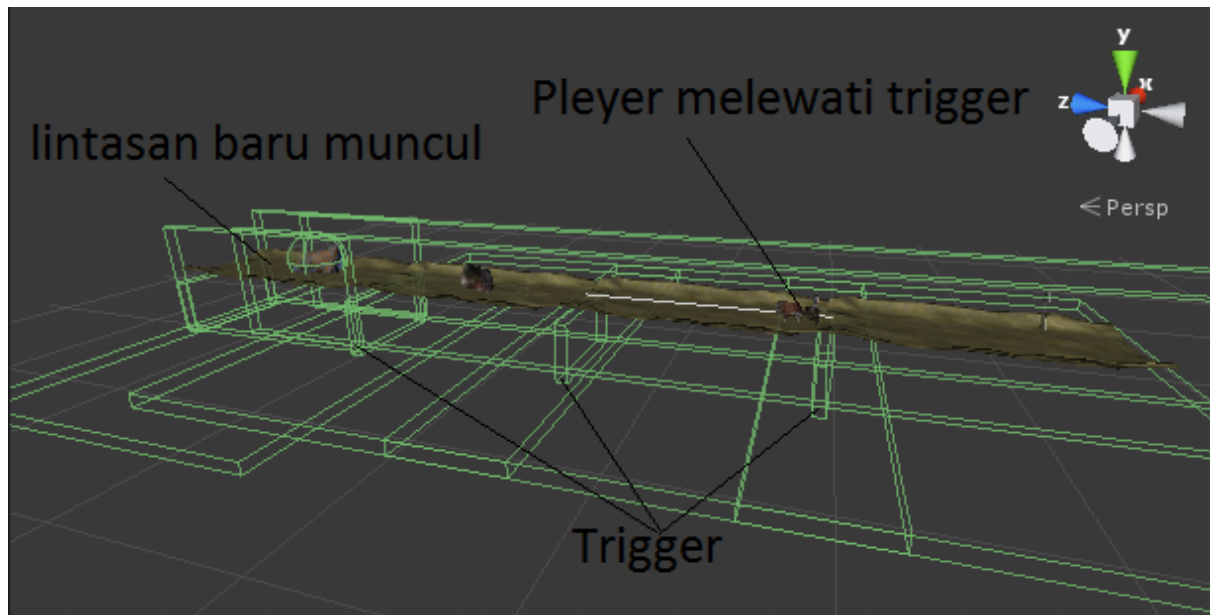 y
x
z
Pleyer melewati trigger
lintasan baru muncul
Persp
Trigger